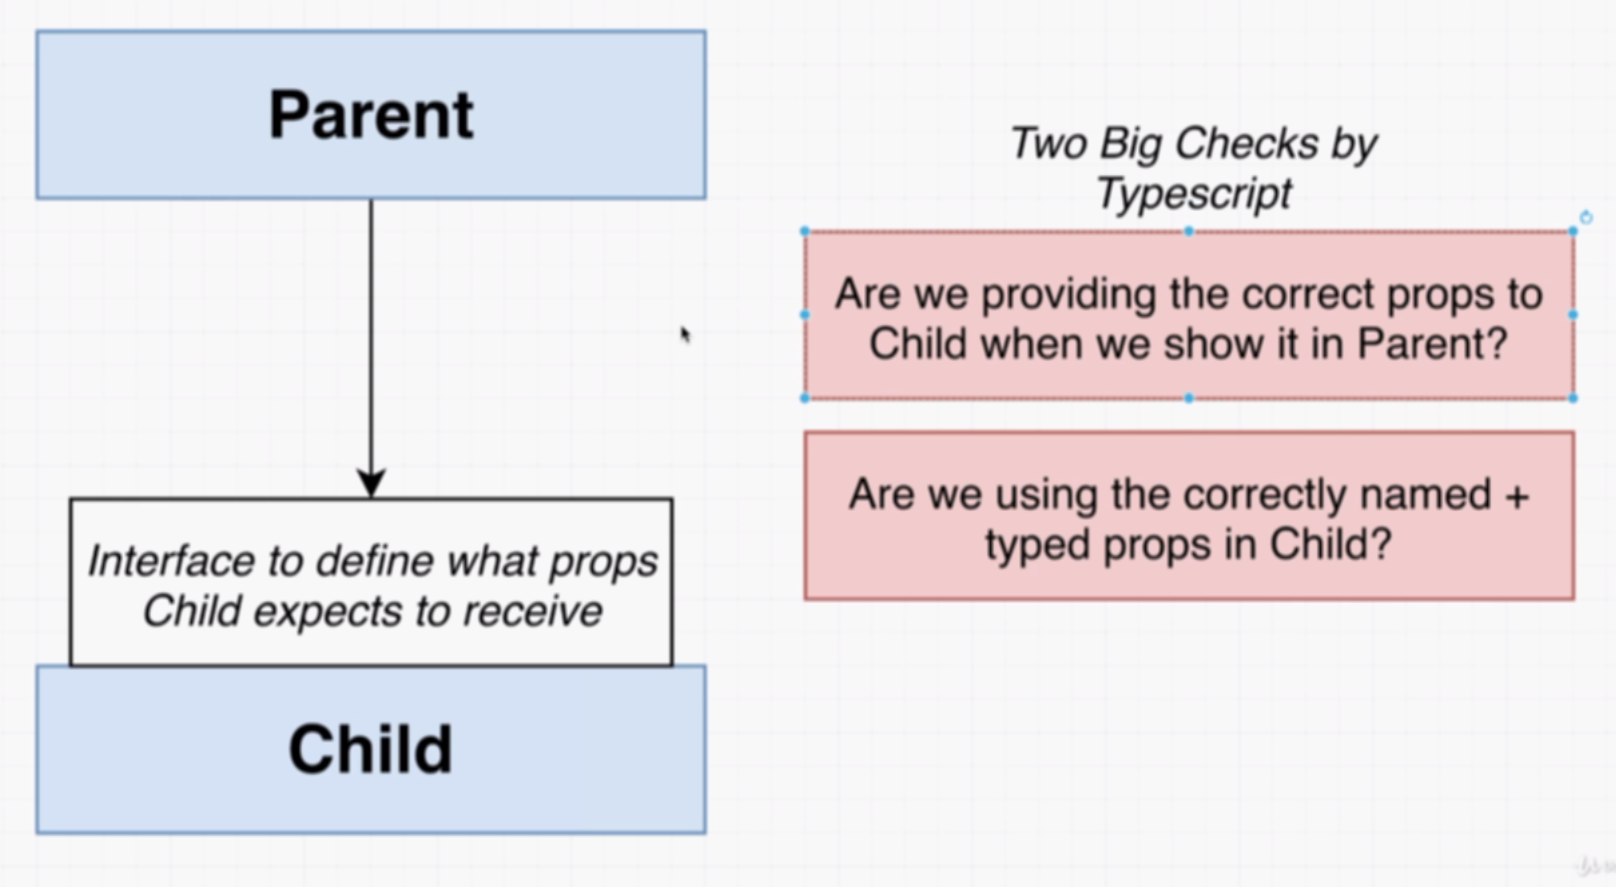 Parent
Two Big Checks by
Typescript
Are we providing the correct props to
Child when we show it in Parent?
Are we using the correctly named +
typed props in Child?
Interface to define what props
Child expects to receive
Child